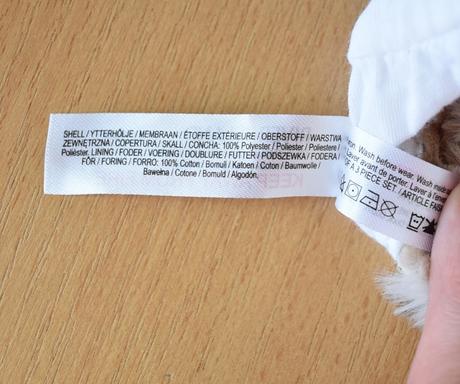 SHELL / YTTERHÖLJE / MEMBRAAN / ÉTOFFE EXTÉRIEURE / OBERSTOFF / WARSTWA
ZEWNĘTRZNA / COPERTURA / SKALL / CONCHA: 100% Polyester / Poliester / Poliestere /
Poliéster. LINING / FODER / VOERING / DOUBLURE / FUTTER / PODSZEWKA / FODERA /
FÔR / FORING / FORRO: 100% Cotton / Bomull / Katoen / Coton / Baumwolle /
Bawełna / Cotone / Bomuld / Algodón.
KEEP
Wash before wear. Wash
avant de porter. Laver à
A 3 PIECE SET. / ARTICLE